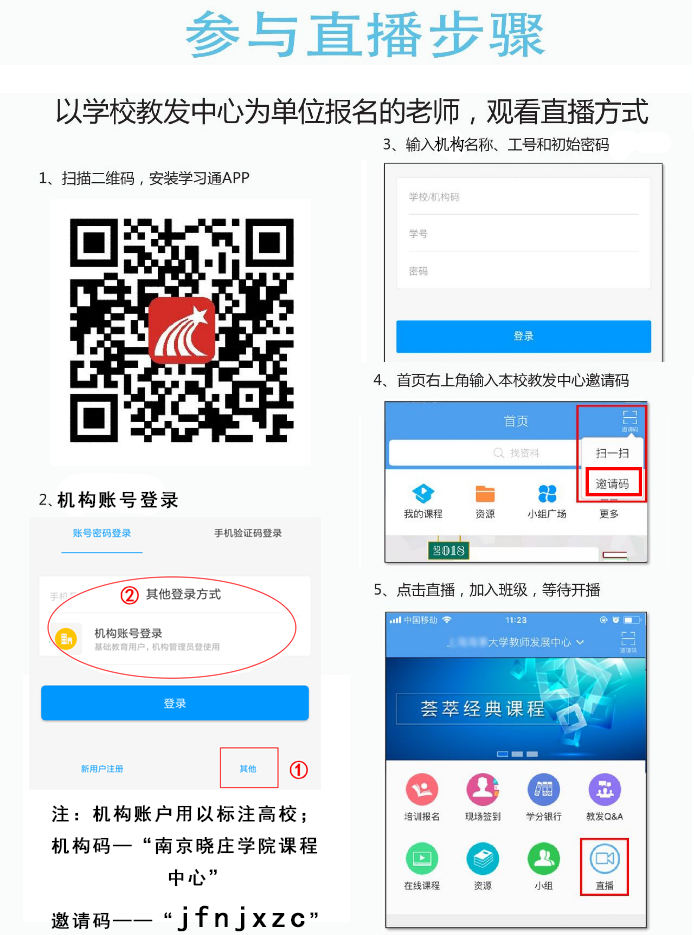 参与直播步骤
以学校教发中心为单位报名的老师，观看直播方式
1、扫描二维码，安装学习通APP
2、机构账号登录
账号密码登录
手机验证码登录
② 其他登录方式
机构账号登录
基础教育用户，机构管理员登使用
登录
新用户注册
其他
①
注：机构账户用以标注高校；
机构码—“南京晓庄学院课程
中心”
邀请码——“jfnjxzc”
3、输入机构名称、工号和初始密码
学校/机构码
学号
密码
登录
4、首页右上角输入本校教发中心邀请码
首页
邀请码
找资料
扫一扫
邀请码
我的课程
资源
小组广场
更多
2018
5、点击直播，加入班级，等待开播
中国移动
11:23
大学教师发展中心
邀请码
荟萃经典课程
培训报名
现场签到
学分银行
教发Q&A
在线课程
资源
小组
直播